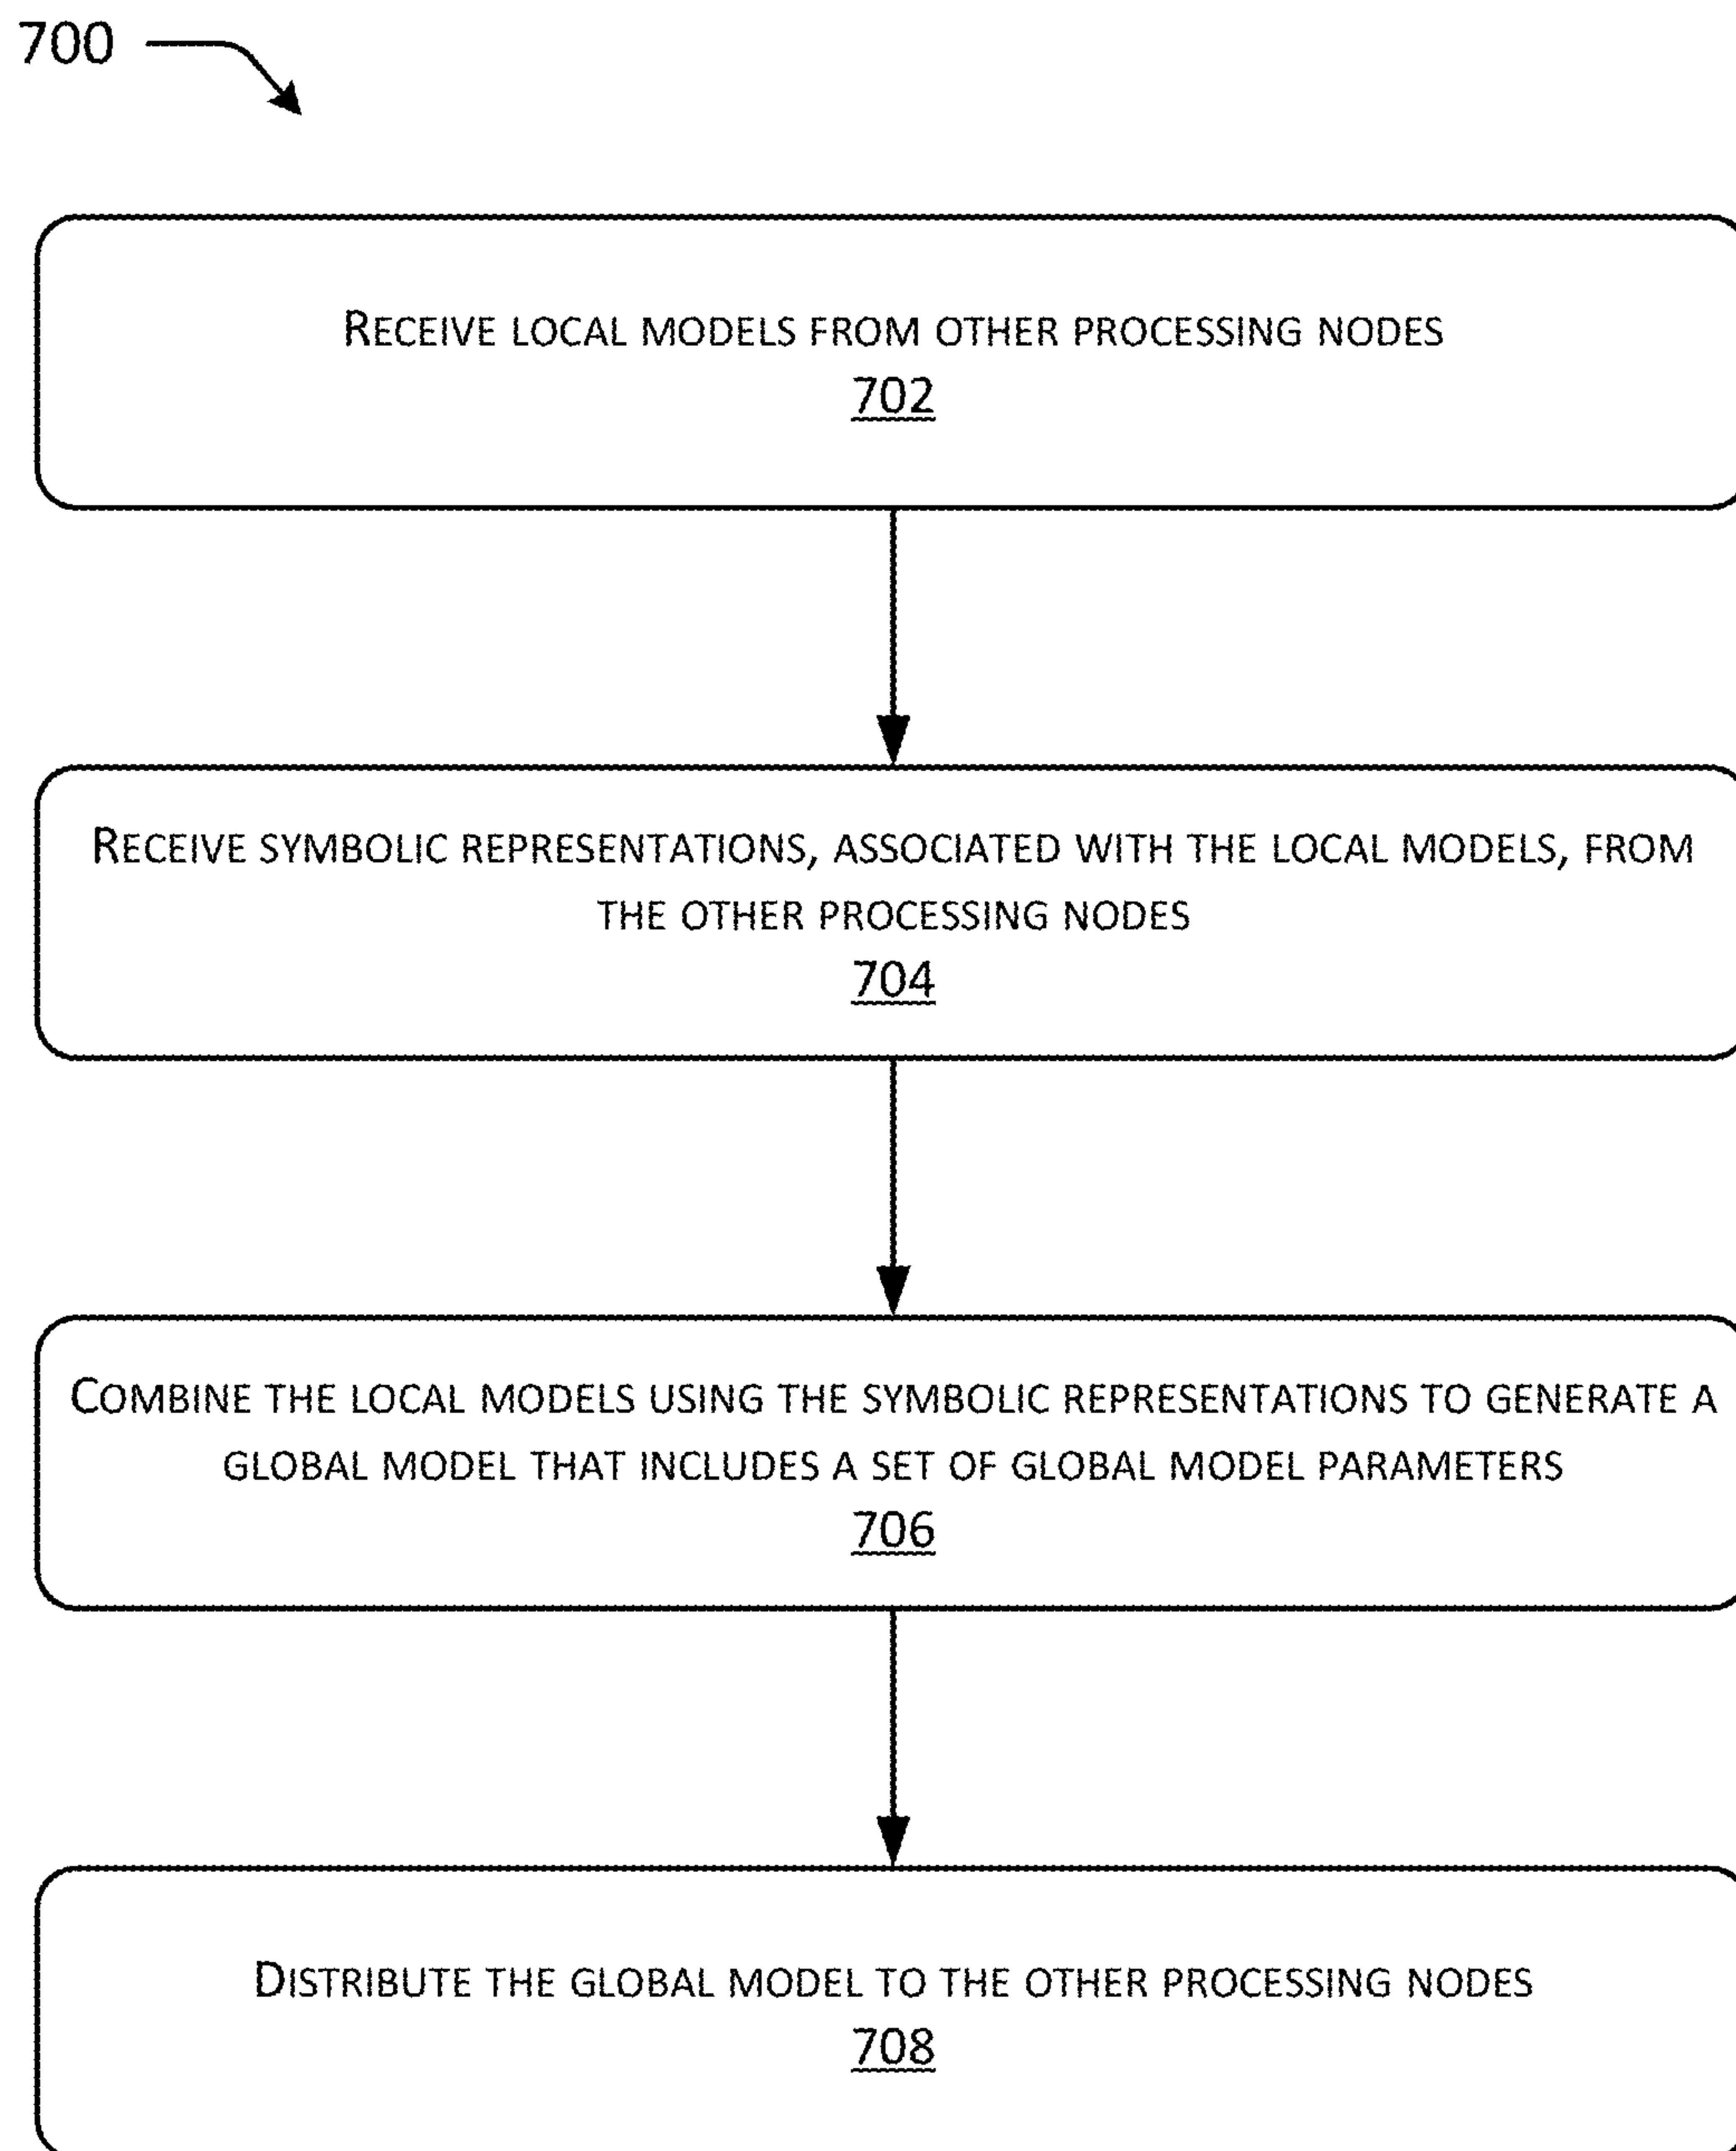 700
RECEIVE LOCAL MODELS FROM OTHER PROCESSING NODES
702
RECEIVE SYMBOLIC REPRESENTATIONS, ASSOCIATED WITH THE LOCAL MODELS, FROM
THE OTHER PROCESSING NODES
704
COMBINE THE LOCAL MODELS USING THE SYMBOLIC REPRESENTATIONS TO GENERATE A
GLOBAL MODEL THAT INCLUDES A SET OF GLOBAL MODEL PARAMETERS
706
DISTRIBUTE THE GLOBAL MODEL TO THE OTHER PROCESSING NODES
708